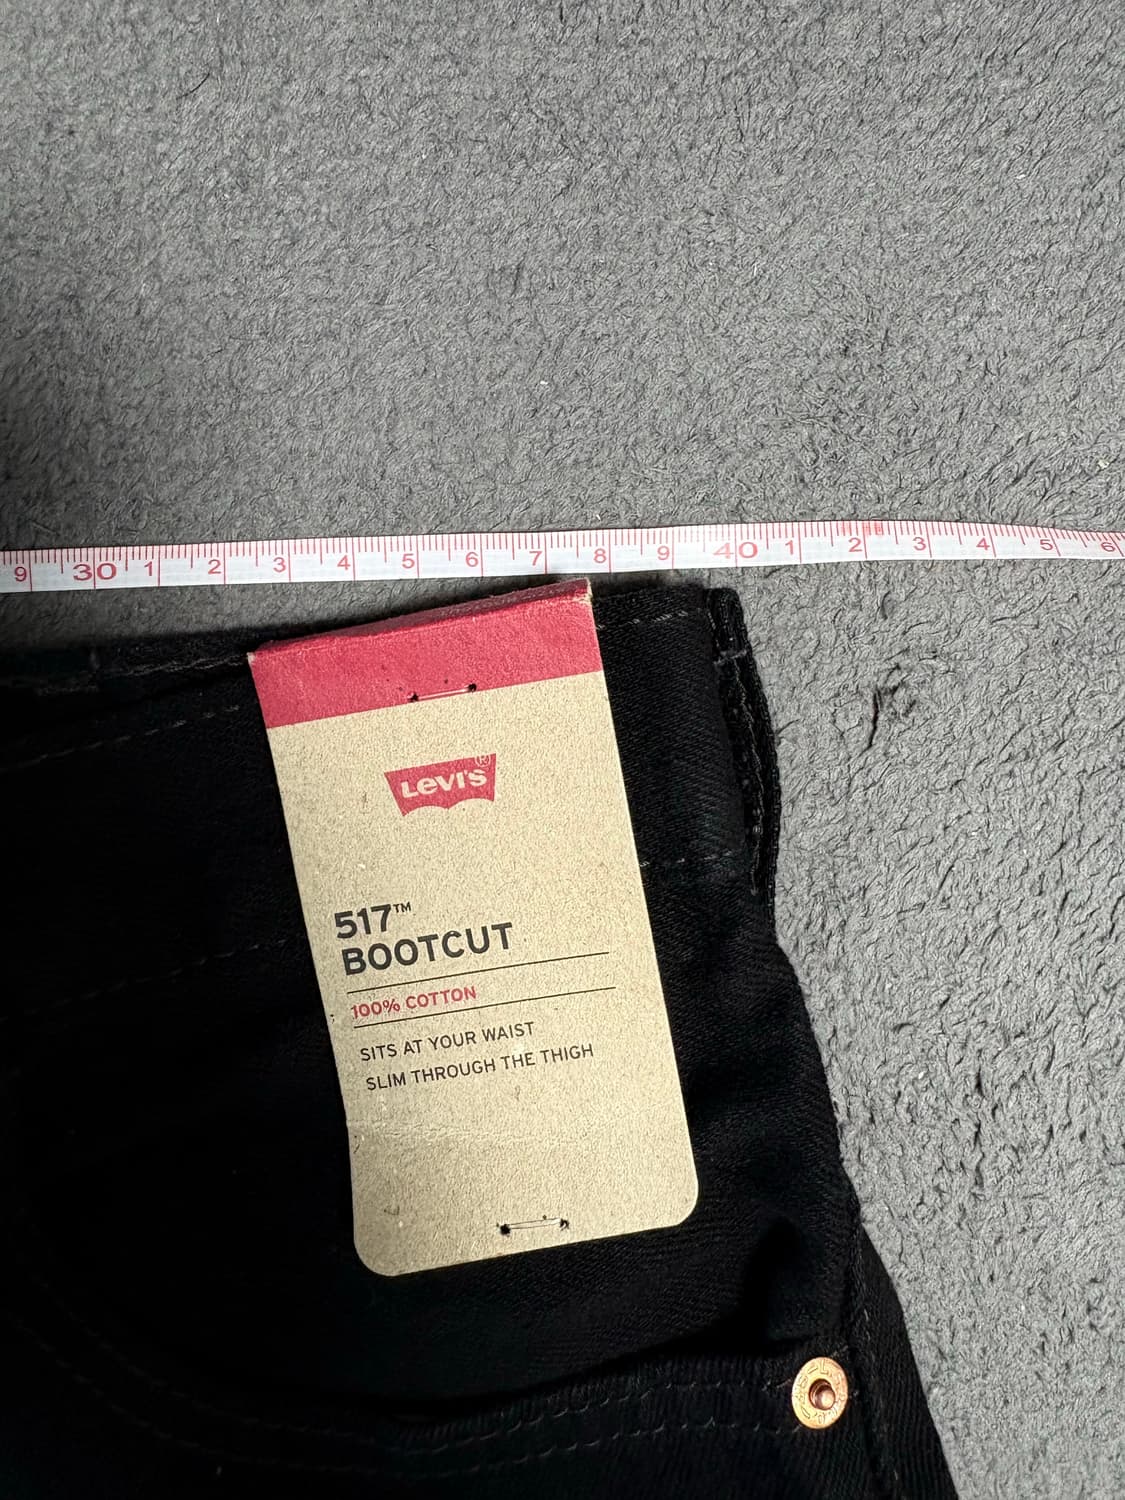 9 30 1 2 3 4 5 6 7 8 9 40 1 2 3 4 5 6
LEVI'S®
517™
BOOTCUT
100% COTTON
SITS AT YOUR WAIST
SLIM THROUGH THE THIGH